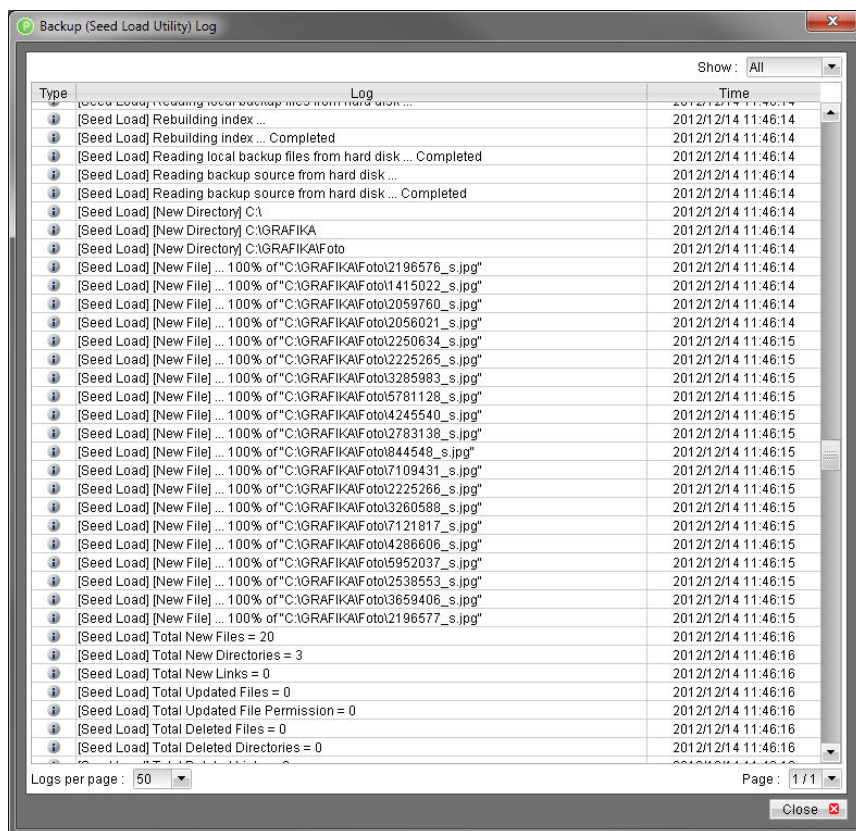 Backup (Seed Load Utility) Log
Show : All
Type Log Time
[Seed Load] Reading local backup files from hard disk ... 2012/12/14 11:46:14
[Seed Load] Rebuilding index ... 2012/12/14 11:46:14
[Seed Load] Rebuilding index ... Completed 2012/12/14 11:46:14
[Seed Load] Reading local backup files from hard disk ... Completed 2012/12/14 11:46:14
[Seed Load] Reading backup source from hard disk ... 2012/12/14 11:46:14
[Seed Load] Reading backup source from hard disk ... Completed 2012/12/14 11:46:14
[Seed Load] [New Directory] C:\ 2012/12/14 11:46:14
[Seed Load] [New Directory] C:\GRAFIKA 2012/12/14 11:46:14
[Seed Load] [New Directory] C:\GRAFIKA\Foto 2012/12/14 11:46:14
[Seed Load] [New File] ... 100% of "C:\GRAFIKA\Foto\2196576_s.jpg" 2012/12/14 11:46:14
[Seed Load] [New File] ... 100% of "C:\GRAFIKA\Foto\1415022_s.jpg" 2012/12/14 11:46:14
[Seed Load] [New File] ... 100% of "C:\GRAFIKA\Foto\2059760_s.jpg" 2012/12/14 11:46:14
[Seed Load] [New File] ... 100% of "C:\GRAFIKA\Foto\2056021_s.jpg" 2012/12/14 11:46:14
[Seed Load] [New File] ... 100% of "C:\GRAFIKA\Foto\2250634_s.jpg" 2012/12/14 11:46:15
[Seed Load] [New File] ... 100% of "C:\GRAFIKA\Foto\2225265_s.jpg" 2012/12/14 11:46:15
[Seed Load] [New File] ... 100% of "C:\GRAFIKA\Foto\3285983_s.jpg" 2012/12/14 11:46:15
[Seed Load] [New File] ... 100% of "C:\GRAFIKA\Foto\5781128_s.jpg" 2012/12/14 11:46:15
[Seed Load] [New File] ... 100% of "C:\GRAFIKA\Foto\4245540_s.jpg" 2012/12/14 11:46:15
[Seed Load] [New File] ... 100% of "C:\GRAFIKA\Foto\2783138_s.jpg" 2012/12/14 11:46:15
[Seed Load] [New File] ... 100% of "C:\GRAFIKA\Foto\844548_s.jpg" 2012/12/14 11:46:15
[Seed Load] [New File] ... 100% of "C:\GRAFIKA\Foto\7109431_s.jpg" 2012/12/14 11:46:15
[Seed Load] [New File] ... 100% of "C:\GRAFIKA\Foto\2225266_s.jpg" 2012/12/14 11:46:15
[Seed Load] [New File] ... 100% of "C:\GRAFIKA\Foto\3260588_s.jpg" 2012/12/14 11:46:15
[Seed Load] [New File] ... 100% of "C:\GRAFIKA\Foto\7121817_s.jpg" 2012/12/14 11:46:15
[Seed Load] [New File] ... 100% of "C:\GRAFIKA\Foto\4286606_s.jpg" 2012/12/14 11:46:15
[Seed Load] [New File] ... 100% of "C:\GRAFIKA\Foto\5952037_s.jpg" 2012/12/14 11:46:15
[Seed Load] [New File] ... 100% of "C:\GRAFIKA\Foto\2538553_s.jpg" 2012/12/14 11:46:15
[Seed Load] [New File] ... 100% of "C:\GRAFIKA\Foto\3659406_s.jpg" 2012/12/14 11:46:15
[Seed Load] [New File] ... 100% of "C:\GRAFIKA\Foto\2196577_s.jpg" 2012/12/14 11:46:15
[Seed Load] Total New Files = 20 2012/12/14 11:46:16
[Seed Load] Total New Directories = 3 2012/12/14 11:46:16
[Seed Load] Total New Links = 0 2012/12/14 11:46:16
[Seed Load] Total Updated Files = 0 2012/12/14 11:46:16
[Seed Load] Total Updated File Permission = 0 2012/12/14 11:46:16
[Seed Load] Total Deleted Files = 0 2012/12/14 11:46:16
[Seed Load] Total Deleted Directories = 0 2012/12/14 11:46:16
Logs per page : 50 Page : 1 / 1
Close